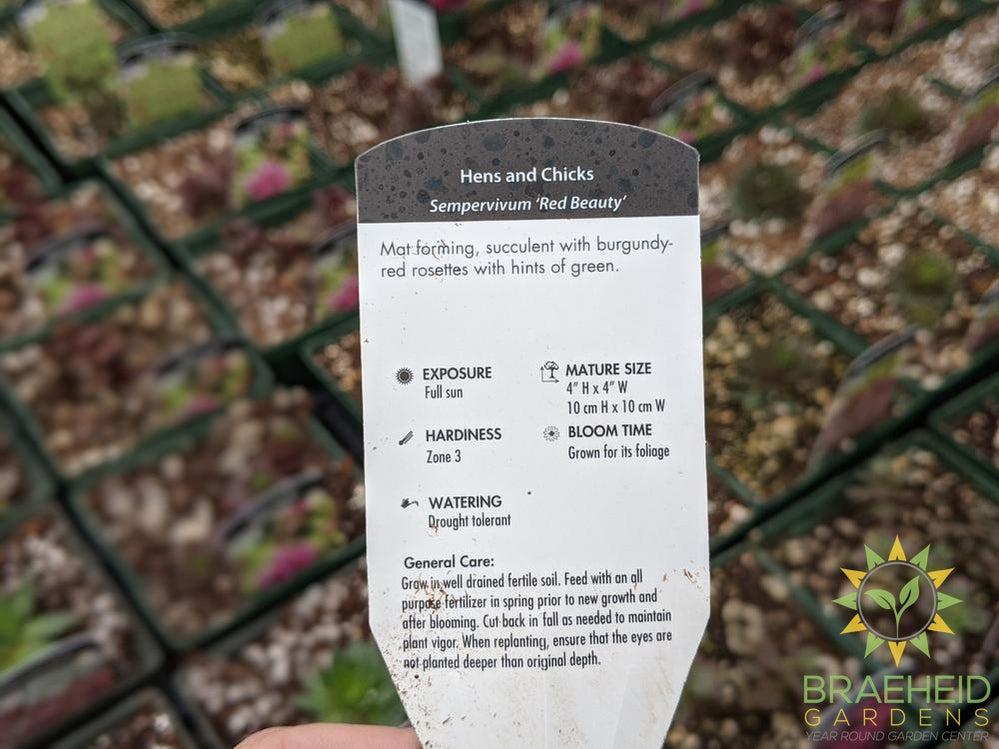 Hens and Chicks
Sempervivum 'Red Beauty'
Mat forming, succulent with burgundy-
red rosettes with hints of green.
EXPOSURE
Full sun
MATURE SIZE
4" H x 4" W
10 cm H x 10 cm W
HARDINESS
Zone 3
BLOOM TIME
Grown for its foliage
WATERING
Drought tolerant
General Care:
Grow in well drained fertile soil. Feed with an all
purpose fertilizer in spring prior to new growth and
after blooming. Cut back in fall as needed to maintain
plant vigor. When replanting, ensure that the eyes are
not planted deeper than original depth.
BRAEHEID
GARDENS
YEAR ROUND GARDEN CENTER